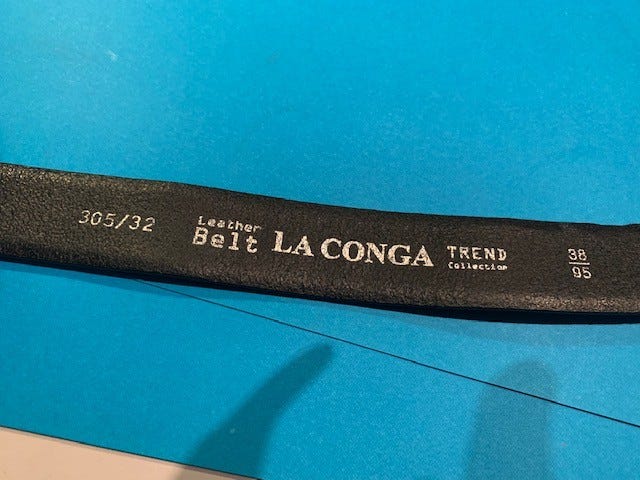 305/32
Leather
Belt
LA CONGA
TREND
Collection
38
95